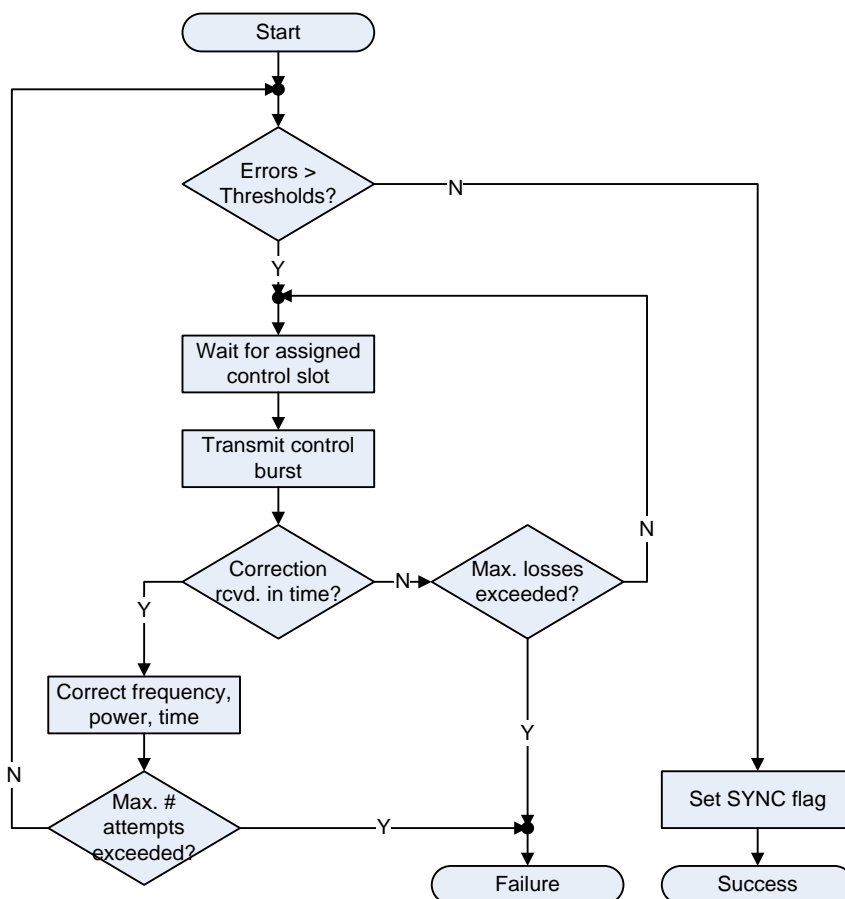 Start
Errors >
Thresholds?
N
Y
Wait for assigned
control slot
Transmit control
burst
N
Correction
rcvd. in time?
N
Max. losses
exceeded?
Y
Correct frequency,
power, time
Y
N
Max. #
attempts
exceeded?
Y
Set SYNC flag
Failure
Success